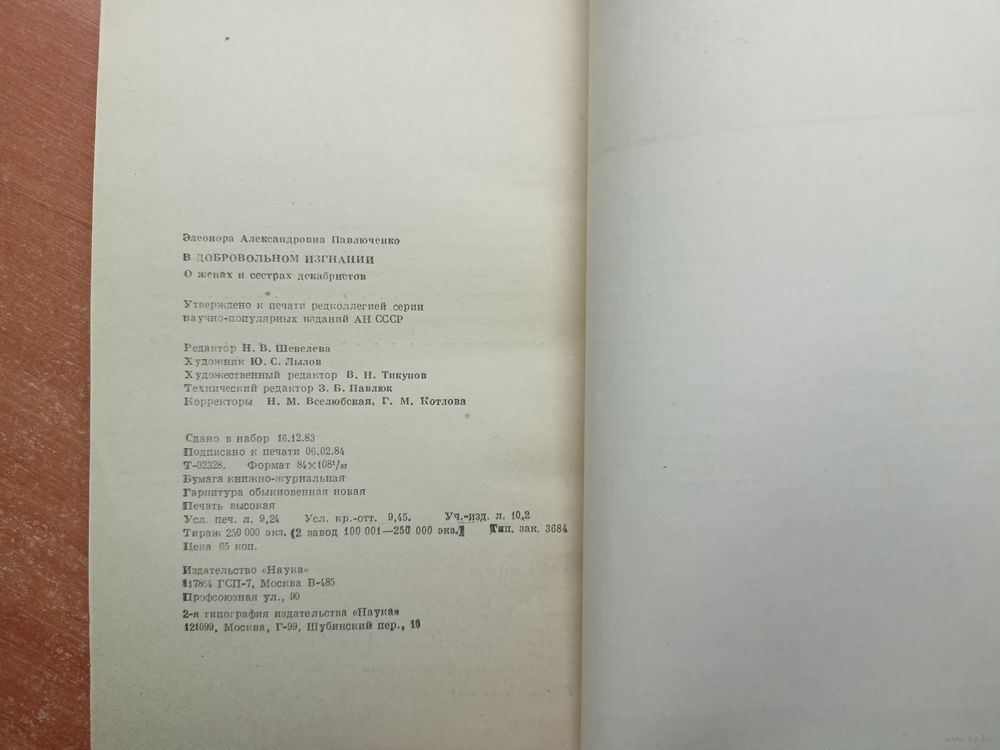 Элеонора Александровна Павлюченко
В ДОБРОВОЛЬНОМ ИЗГНАНИИ
О женах и сестрах декабристов
Утверждено к печати редколлегией серии
научно-популярных изданий АН СССР
Редактор Н. В. Шевелева
Художник Ю. С. Лылов
Художественный редактор В. Н. Тикунов
Технический редактор З. Б. Павлюк
Корректоры Н. М. Вселюбская, Г. М. Котлова
Сдано в набор 16.12.83
Подписано к печати 06.02.84
Т-02328. Формат 84×108¹/₃₂
Бумага книжно-журнальная
Гарнитура обыкновенная новая
Печать высокая
Усл. печ. л. 9,24 Усл. кр.-отт. 9,45. Уч.-изд. л. 10,2
Тираж 250 000 экз. (2 завод 100 001—250 000 экз.) Тип. зак. 3684
Цена 65 коп.
Издательство «Наука»
117864 ГСП-7, Москва В-485
Профсоюзная ул., 90
2-я типография издательства «Наука»
121099, Москва, Г-99, Шубинский пер., 10
www.ay.by